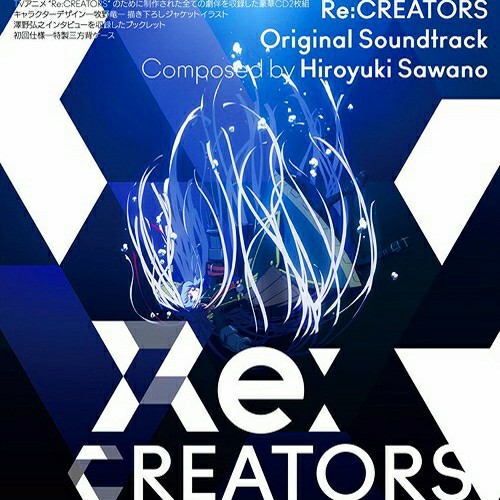 TVアニメ "Re:CREATORS" のために制作された全ての劇伴を収録した豪華CD2枚組
キャラクターデザイン―牧野竜一 描き下ろしジャケットイラスト
澤野弘之インタビューを収録したブックレット
初回仕様―特製三方背ケース
Re:CREATORS
Original Soundtrack
Composed by Hiroyuki Sawano
Re:
CREATORS